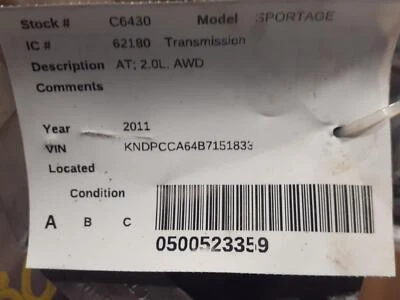 Stock # C6430 Model SPORTAGE
IC # 62180 Transmission
Description AT; 2.0L, AWD
Comments
Year 2011
VIN KNDPCCA64B7151833
Located
Condition
A B C
0500523359